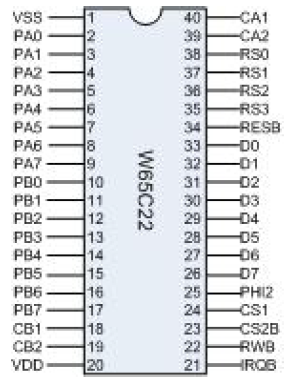 VSS 1 40 CA1
PA0 2 39 CA2
PA1 3 38 RS0
PA2 4 37 RS1
PA3 5 36 RS2
PA4 6 35 RS3
PA5 7 34 RESB
PA6 8 33 D0
PA7 9 32 D1
PB0 10 31 D2
PB1 11 30 D3
PB2 12 29 D4
PB3 13 28 D5
PB4 14 27 D6
PB5 15 26 D7
PB6 16 25 PHI2
PB7 17 24 CS1
CB1 18 23 CS2B
CB2 19 22 RWB
VDD 20 21 IRQB
W65C22